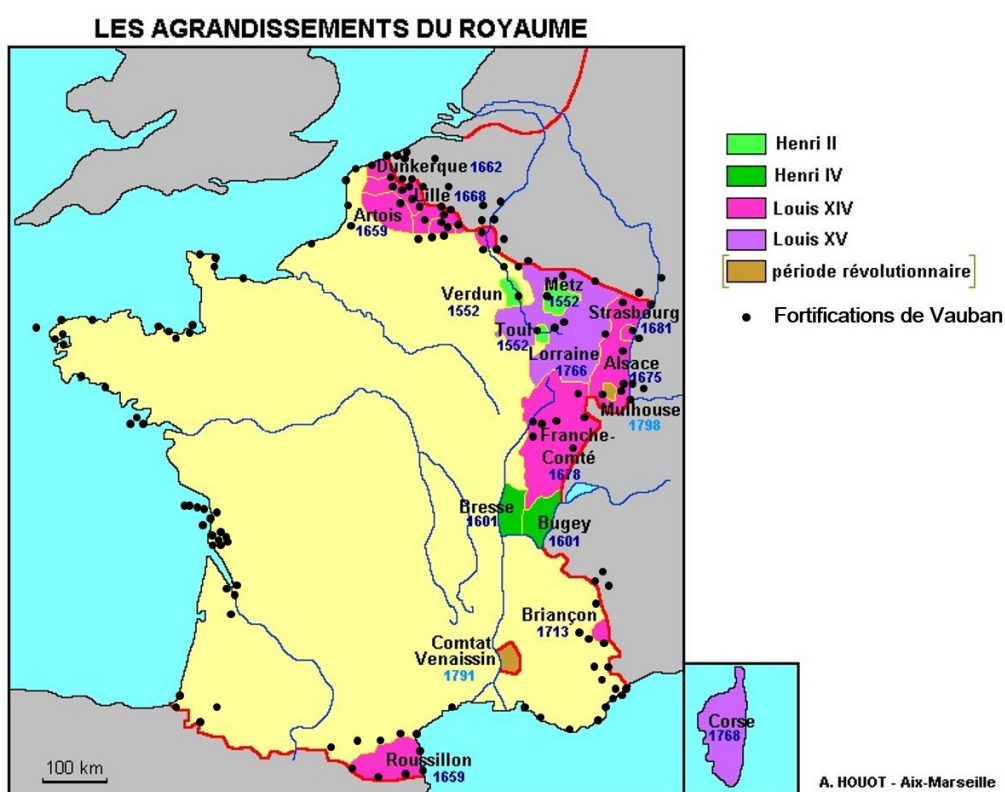 LES AGRANDISSEMENTS DU ROYAUME
Henri II
Henri IV
Louis XIV
Louis XV
période révolutionnaire
Fortifications de Vauban
Dunkerque 1662
Lille 1668
Artois
1659
Verdun
1552
Metz
1552
Toul
1552
Strasbourg
1681
Lorraine
1766
Alsace
1675
Mulhouse
1798
Franche-
Comté
1678
Bresse
1601
Bugey
1601
Briançon
1713
Comtat
Venaissin
1791
Roussillon
1659
Corse
1768
100 km
A. HOUOT - Aix-Marseille